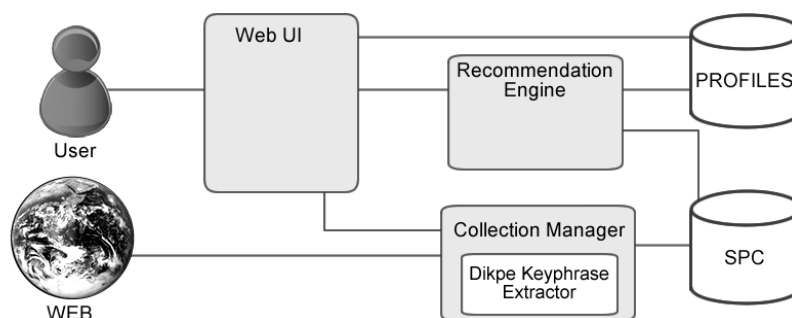 Web UI
Recommendation
Engine
PROFILES
User
Collection Manager
Dikpe Keyphrase
Extractor
SPC
WEB